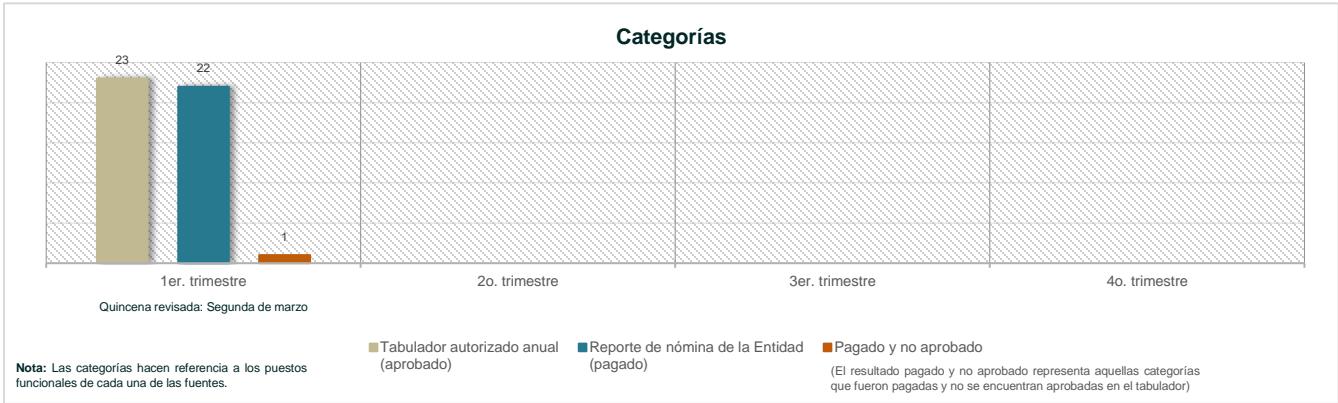 Categorías
23
22
1
1er. trimestre
2o. trimestre
3er. trimestre
4o. trimestre
Quincena revisada: Segunda de marzo
Tabulador autorizado anual
(aprobado)
Reporte de nómina de la Entidad
(pagado)
Pagado y no aprobado
(El resultado pagado y no aprobado representa aquellas categorías
que fueron pagadas y no se encuentran aprobadas en el tabulador)
Nota: Las categorías hacen referencia a los puestos
funcionales de cada una de las fuentes.